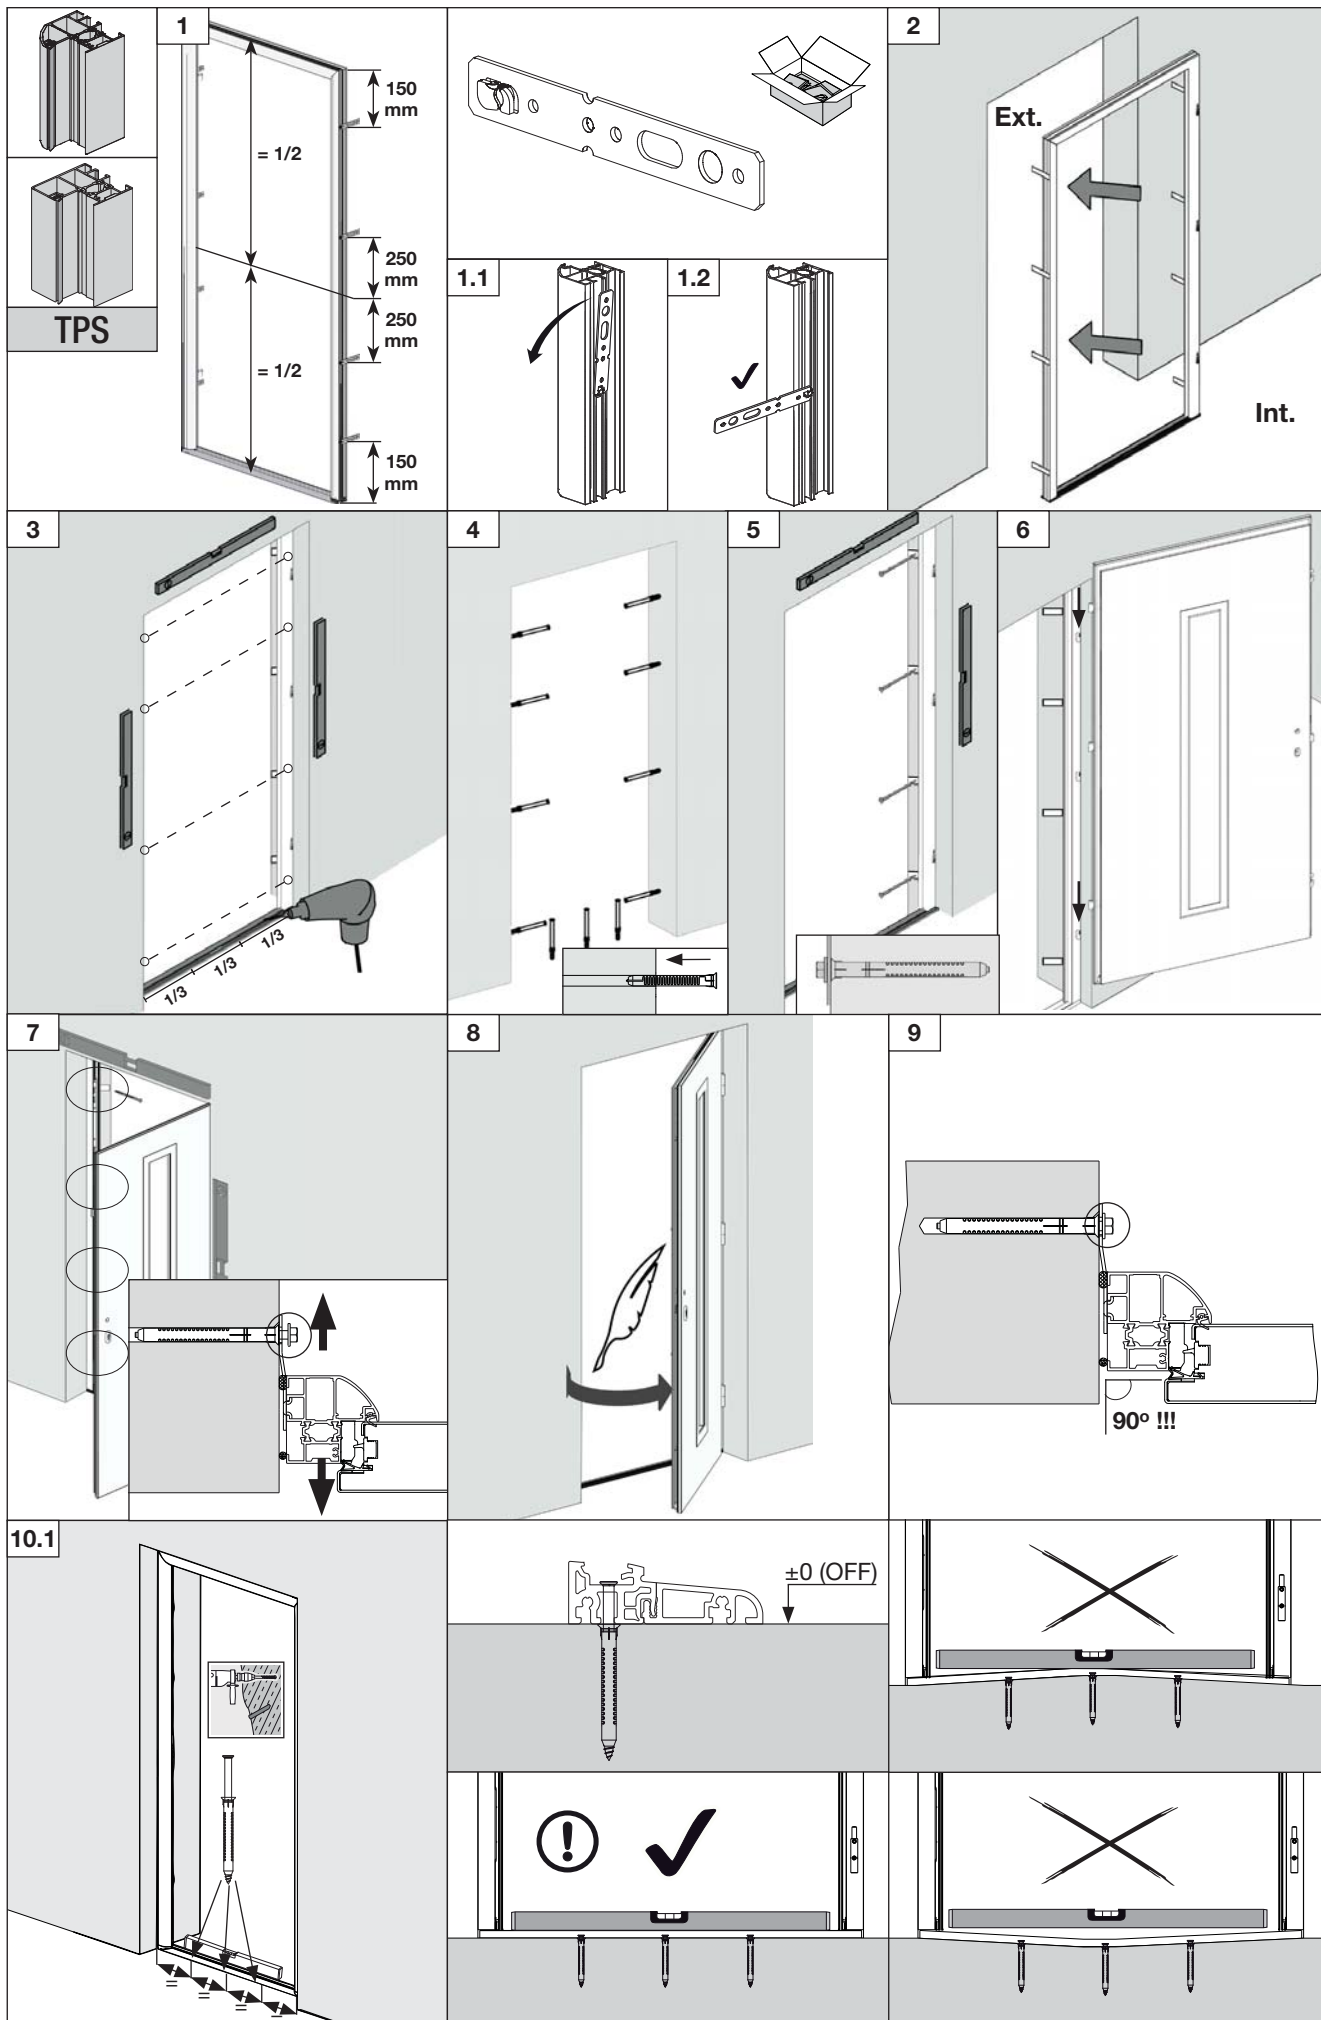 1
150
mm
= 1/2
250
mm
250
mm
= 1/2
150
mm
TPS
1.1
1.2
2
Ext.
Int.
3
1/3
1/3
1/3
4
5
6
7
8
9
90º !!!
10.1
=
=
=
=
±0 (OFF)